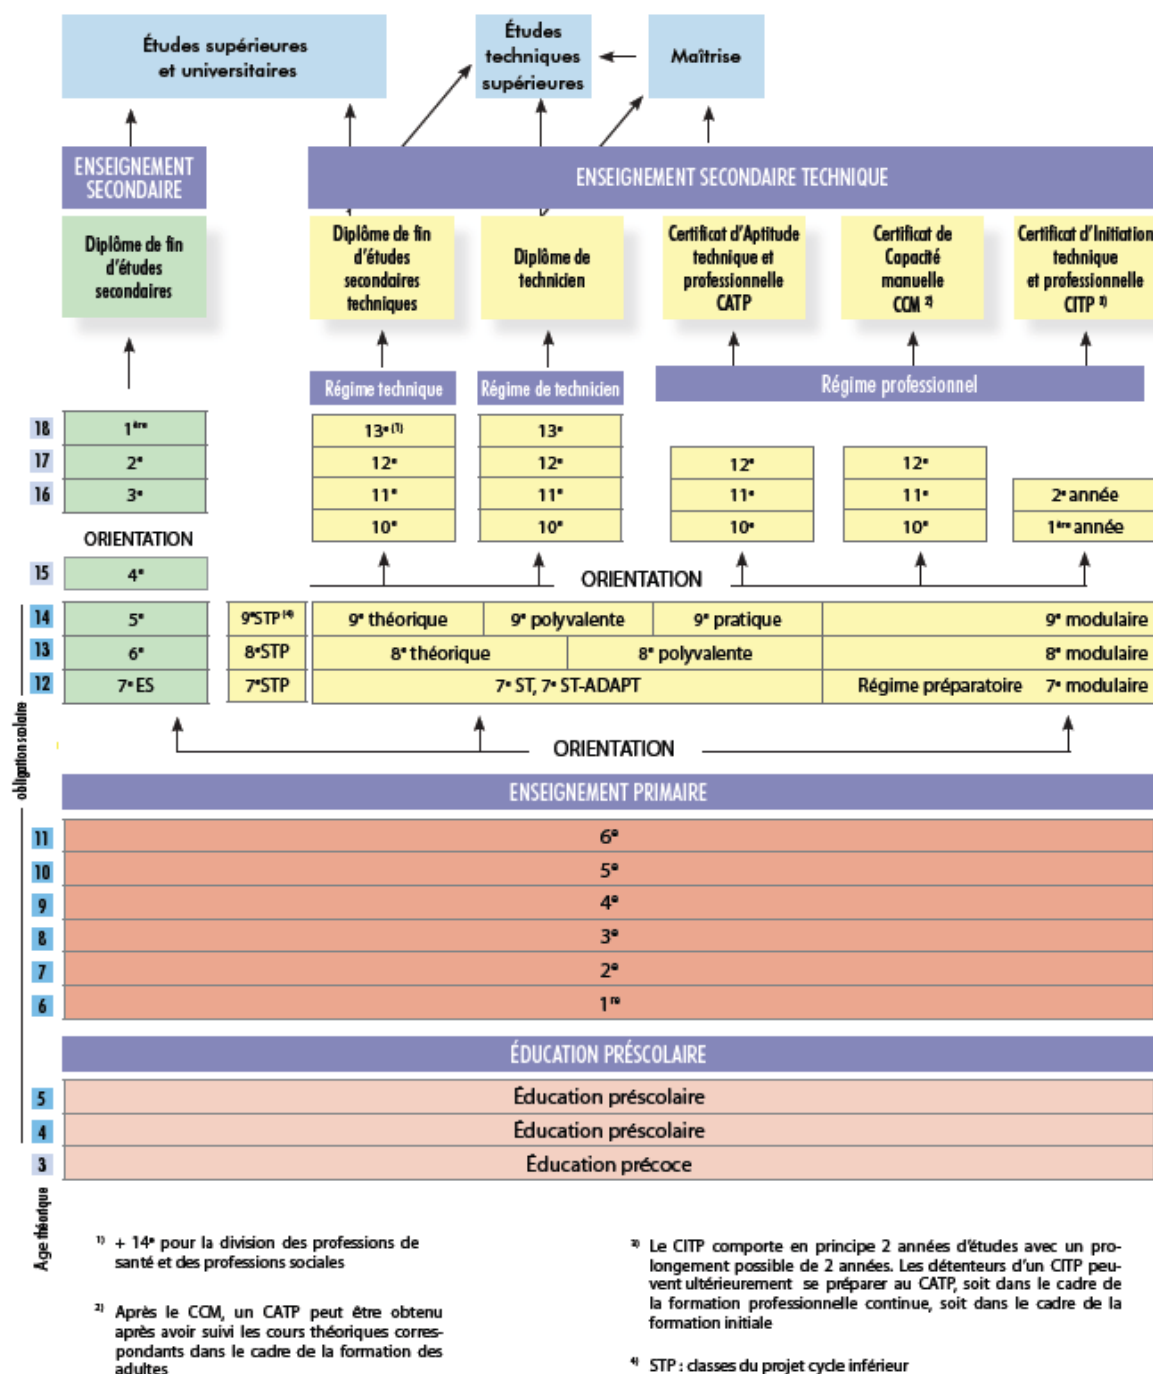 Études supérieures
et universitaires
Études
techniques
supérieures
Maîtrise
ENSEIGNEMENT
SECONDAIRE
ENSEIGNEMENT SECONDAIRE TECHNIQUE
Diplôme de fin
d'études
secondaires
Diplôme de fin
d'études
secondaires
techniques
Diplôme de
technicien
Certificat d'Aptitude
technique et
professionnelle
CATP
Certificat de
Capacité
manuelle
CCM 2)
Certificat d'Initiation
technique
et professionnelle
CITP 3)
Régime technique
Régime de technicien
Régime professionnel
18 1ère 13e (1) 13e
17 2e 12e 12e 12e 12e
16 3e 11e 11e 11e 11e 2e année
10e 10e 10e 10e 1ère année
ORIENTATION
15 4e
ORIENTATION
14 5e 9eSTP (4) 9e théorique 9e polyvalente 9e pratique 9e modulaire
13 6e 8eSTP 8e théorique 8e polyvalente 8e modulaire
12 7e ES 7eSTP 7e ST, 7e ST-ADAPT Régime préparatoire 7e modulaire
obligation scolaire
ORIENTATION
ENSEIGNEMENT PRIMAIRE
11 6e
10 5e
9 4e
8 3e
7 2e
6 1re
ÉDUCATION PRÉSCOLAIRE
5 Éducation préscolaire
4 Éducation préscolaire
3 Éducation précoce
Age théorique
1) + 14e pour la division des professions de
santé et des professions sociales
2) Après le CCM, un CATP peut être obtenu
après avoir suivi les cours théoriques corres-
pondants dans le cadre de la formation des
adultes
3) Le CITP comporte en principe 2 années d'études avec un pro-
longement possible de 2 années. Les détenteurs d'un CITP peu-
vent ultérieurement se préparer au CATP, soit dans le cadre de
la formation professionnelle continue, soit dans le cadre de la
formation initiale
4) STP : classes du projet cycle inférieur